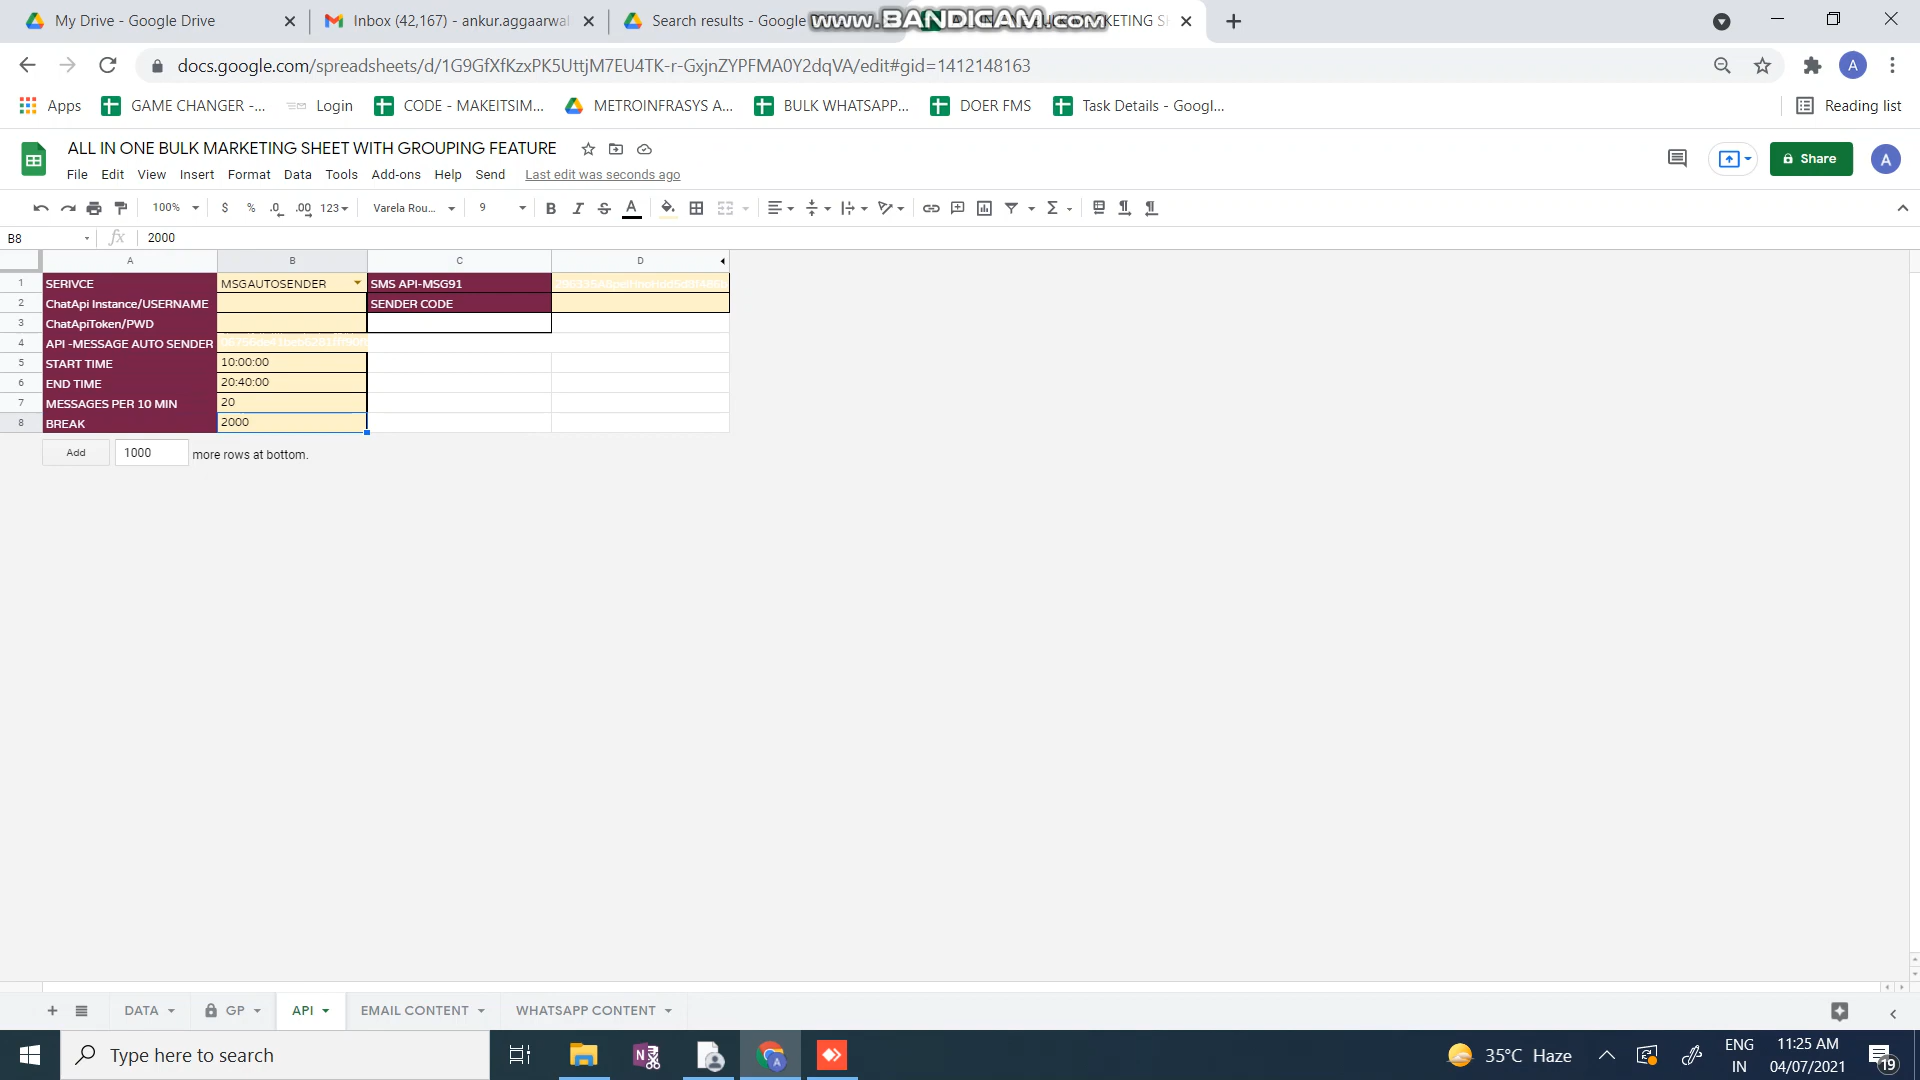 My Drive - Google Drive
Inbox (42,167) - ankur.aggaarwal
Search results - Google
www.BANDICAM.com
MARKETING SH
docs.google.com/spreadsheets/d/1G9GfXfKzxPK5UttjM7EU4TK-r-GxjnZYPFMA0Y2dqVA/edit#gid=1412148163
A
Apps
GAME CHANGER -...
Login
CODE - MAKEITSIM...
METROINFRASYS A...
BULK WHATSAPP...
DOER FMS
Task Details - Googl...
Reading list
ALL IN ONE BULK MARKETING SHEET WITH GROUPING FEATURE
Share
A
File Edit View Insert Format Data Tools Add-ons Help Send Last edit was seconds ago
100% $ % .0 .00 123 Varela Rou... 9 B I S A
B8 fx 2000
A B C D
1 SERIVCE MSGAUTOSENDER SMS API-MSG91
2 ChatApi Instance/USERNAME SENDER CODE
3 ChatApiToken/PWD
4 API -MESSAGE AUTO SENDER
5 START TIME 10:00:00
6 END TIME 20:40:00
7 MESSAGES PER 10 MIN 20
8 BREAK 2000
Add 1000 more rows at bottom.
DATA GP API EMAIL CONTENT WHATSAPP CONTENT
Type here to search
35°C Haze
ENG
IN
11:25 AM
04/07/2021
19